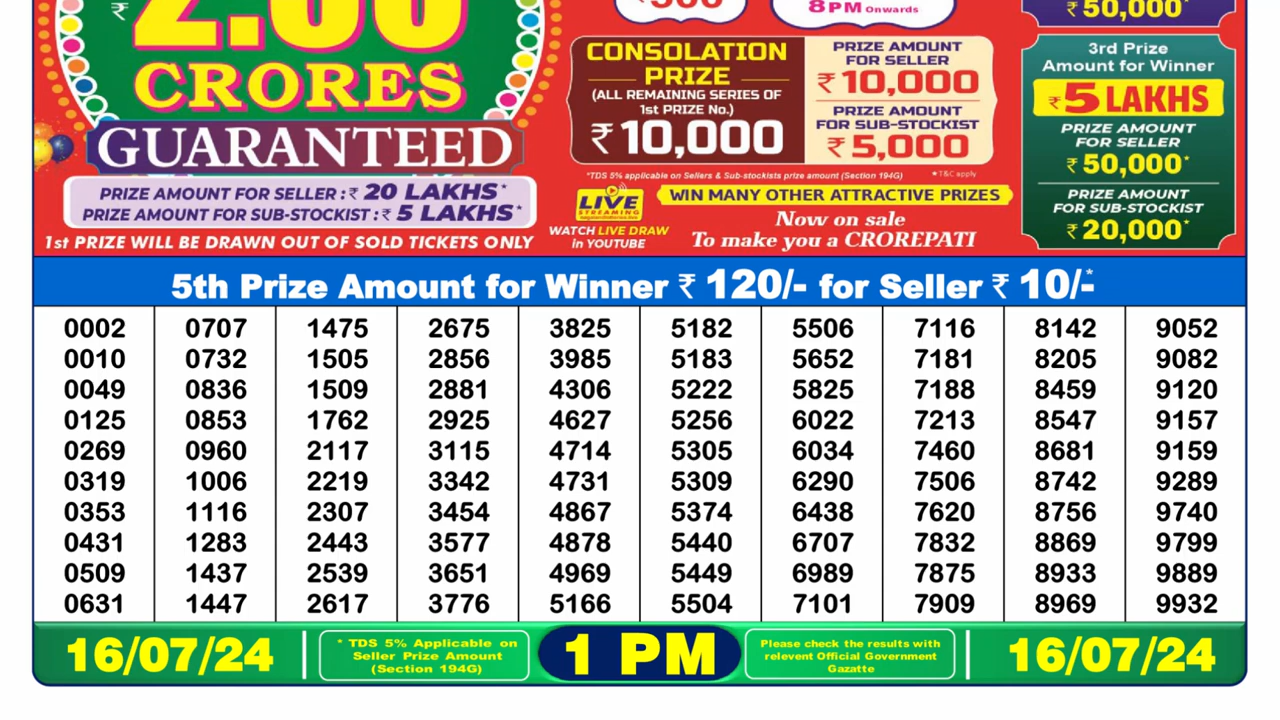 ₹ 2.00
CRORES
GUARANTEED
PRIZE AMOUNT FOR SELLER : ₹ 20 LAKHS*
PRIZE AMOUNT FOR SUB-STOCKIST : ₹ 5 LAKHS*
1st PRIZE WILL BE DRAWN OUT OF SOLD TICKETS ONLY
8PM Onwards
CONSOLATION
PRIZE
(ALL REMAINING SERIES OF
1st PRIZE No.)
₹ 10,000
PRIZE AMOUNT
FOR SELLER
₹ 10,000
PRIZE AMOUNT
FOR SUB-STOCKIST
₹ 5,000
*TDS 5% applicable on Sellers & Sub-stockists prize amount (Section 194G)
*T&C apply
LIVE
STREAMING
WATCH LIVE DRAW
in YOUTUBE
WIN MANY OTHER ATTRACTIVE PRIZES
Now on sale
To make you a CROREPATI
₹ 50,000*
3rd Prize
Amount for Winner
₹ 5 LAKHS
PRIZE AMOUNT
FOR SELLER
₹ 50,000*
PRIZE AMOUNT
FOR SUB-STOCKIST
₹ 20,000*
5th Prize Amount for Winner ₹ 120/- for Seller ₹ 10/-*
0002 0707 1475 2675 3825 5182 5506 7116 8142 9052
0010 0732 1505 2856 3985 5183 5652 7181 8205 9082
0049 0836 1509 2881 4306 5222 5825 7188 8459 9120
0125 0853 1762 2925 4627 5256 6022 7213 8547 9157
0269 0960 2117 3115 4714 5305 6034 7460 8681 9159
0319 1006 2219 3342 4731 5309 6290 7506 8742 9289
0353 1116 2307 3454 4867 5374 6438 7620 8756 9740
0431 1283 2443 3577 4878 5440 6707 7832 8869 9799
0509 1437 2539 3651 4969 5449 6989 7875 8933 9889
0631 1447 2617 3776 5166 5504 7101 7909 8969 9932
16/07/24
* TDS 5% Applicable on
Seller Prize Amount
(Section 194G)
1 PM
Please check the results with
relevent Official Government
Gazatte
16/07/24